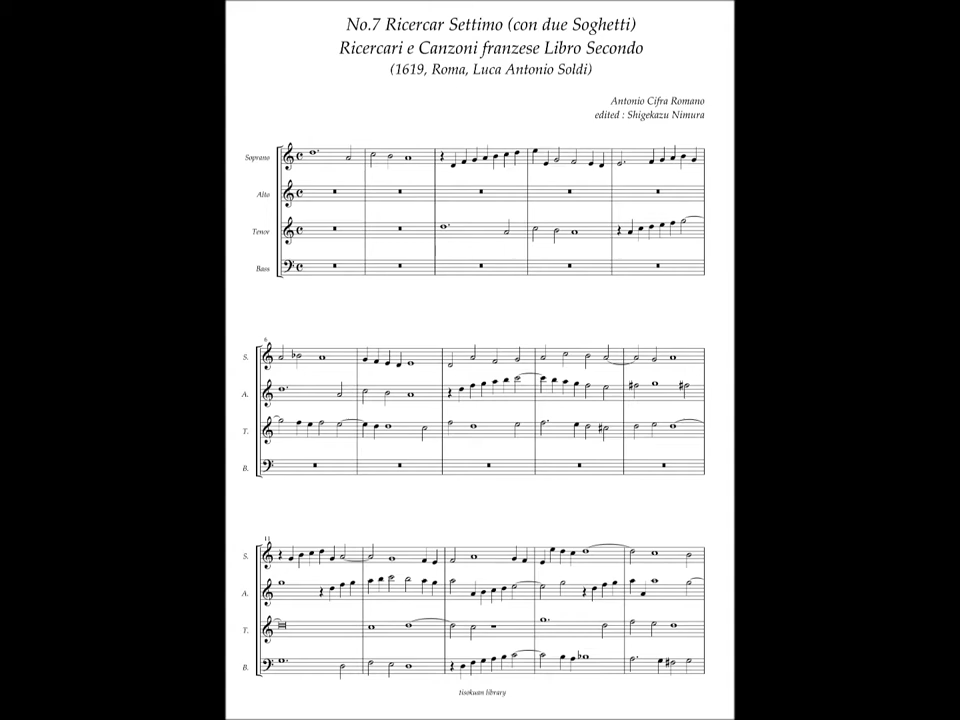 No.7 Ricercar Settimo (con due Soghetti)
Ricercari e Canzoni franzese Libro Secondo
(1619, Roma, Luca Antonio Soldi)
Antonio Cifra Romano
edited : Shigekazu Nimura
Soprano
Alto
Tenor
Bass
6
S.
A.
T.
B.
11
S.
A.
T.
B.
tisokuan library